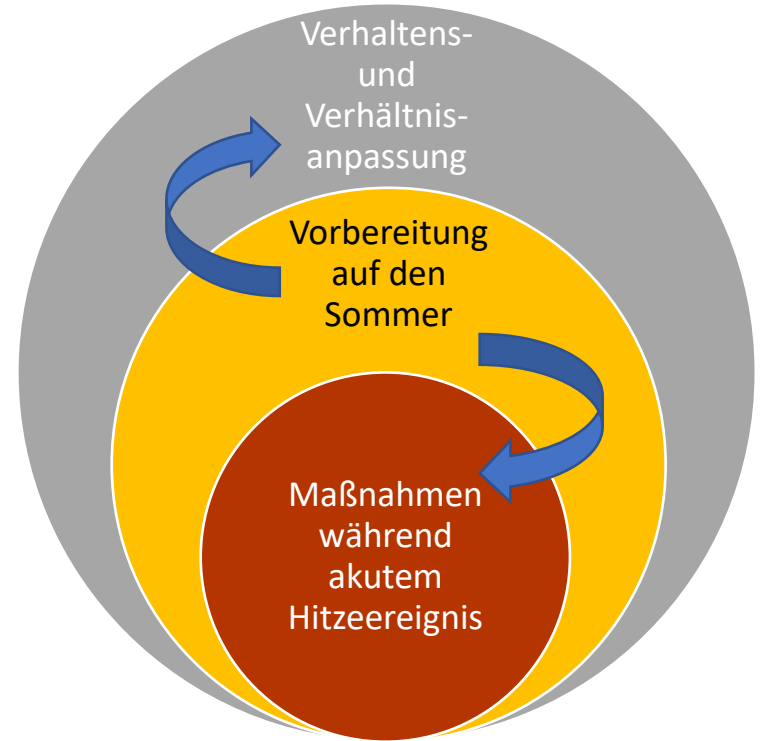 Verhaltens-
und
Verhältnis-
anpassung
Vorbereitung
auf den
Sommer
Maßnahmen
während
akutem
Hitzeereignis